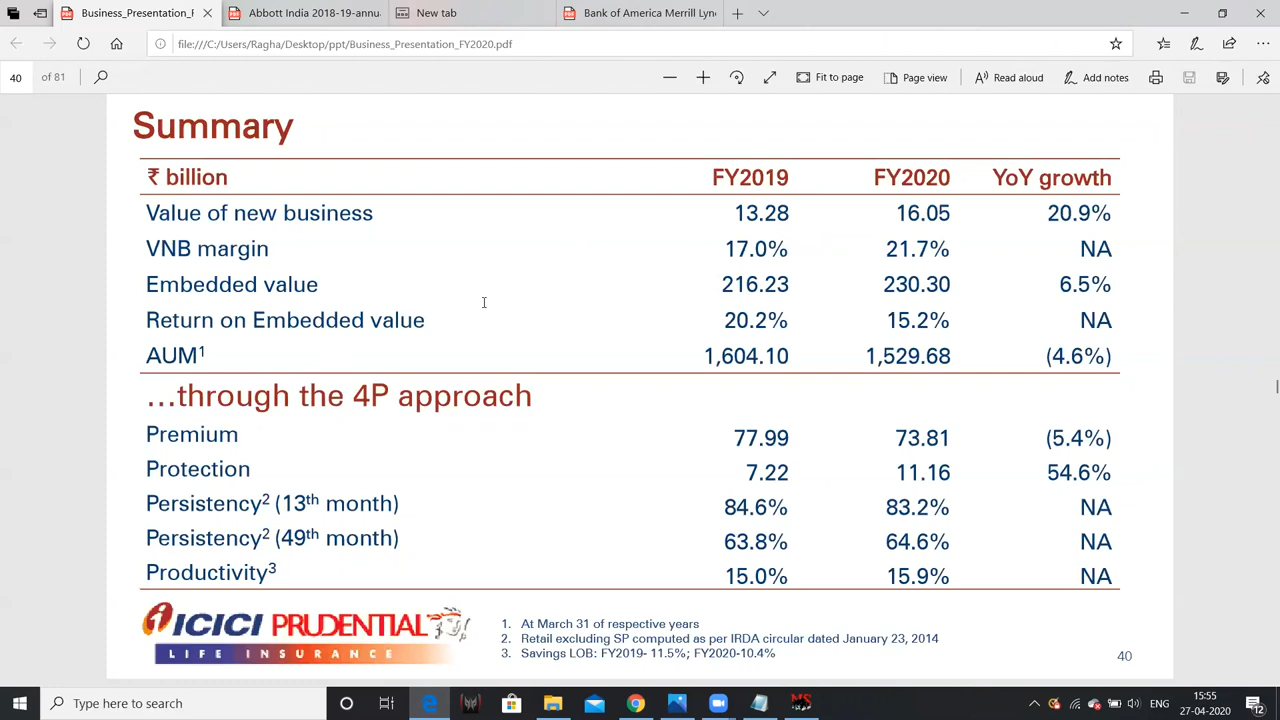 Business_Presentation_F
Abbott India 2018-19-annu
New tab
Bank of America Merrill Lync
file:///C:/Users/Ragha/Desktop/ppt/Business_Presentation_FY2020.pdf
40 of 81
Fit to page
Page view
Read aloud
Add notes
Summary
₹ billion FY2019 FY2020 YoY growth
Value of new business 13.28 16.05 20.9%
VNB margin 17.0% 21.7% NA
Embedded value 216.23 230.30 6.5%
Return on Embedded value 20.2% 15.2% NA
AUM¹ 1,604.10 1,529.68 (4.6%)
…through the 4P approach
Premium 77.99 73.81 (5.4%)
Protection 7.22 11.16 54.6%
Persistency² (13th month) 84.6% 83.2% NA
Persistency² (49th month) 63.8% 64.6% NA
Productivity³ 15.0% 15.9% NA
ICICI PRUDENTIAL
LIFE INSURANCE
1. At March 31 of respective years
2. Retail excluding SP computed as per IRDA circular dated January 23, 2014
3. Savings LOB: FY2019- 11.5%; FY2020-10.4%
40
Type here to search
ENG
15:55
27-04-2020
12